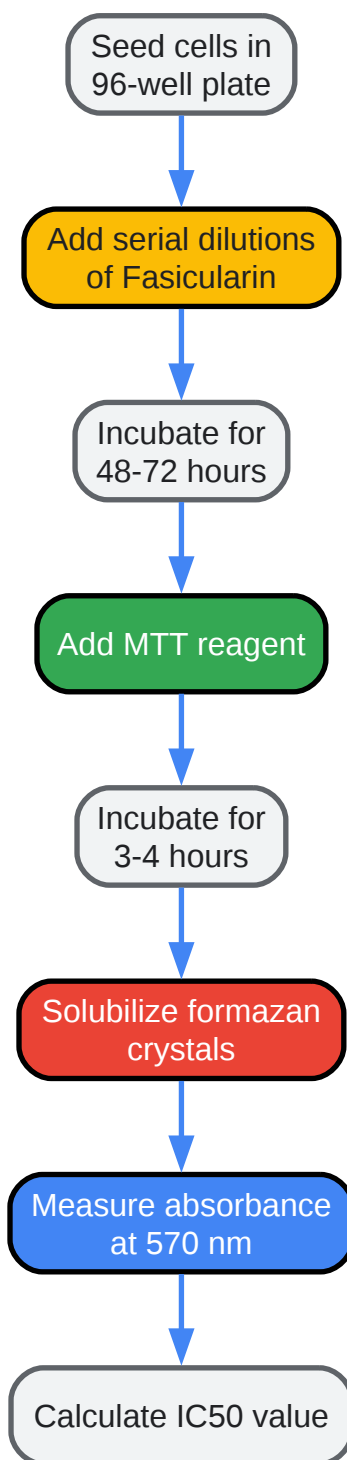 Seed cells in
96-well plate
Add serial dilutions
of Fasicularin
Incubate for
48-72 hours
Add MTT reagent
Incubate for
3-4 hours
Solubilize formazan
crystals
Measure absorbance
at 570 nm
Calculate IC50 value